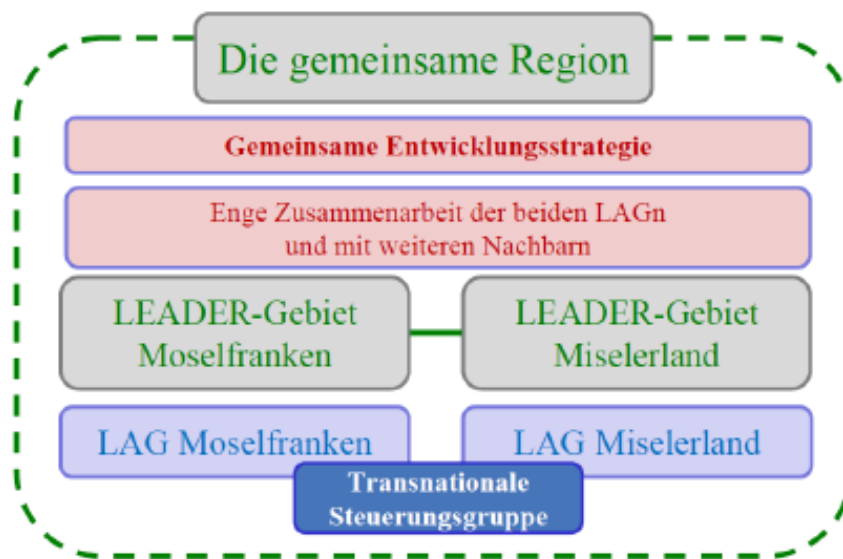 Die gemeinsame Region
Gemeinsame Entwicklungsstrategie
Enge Zusammenarbeit der beiden LAGn
und mit weiteren Nachbarn
LEADER-Gebiet
Moselfranken
LEADER-Gebiet
Miselerland
LAG Moselfranken
LAG Miselerland
Transnationale
Steuerungsgruppe